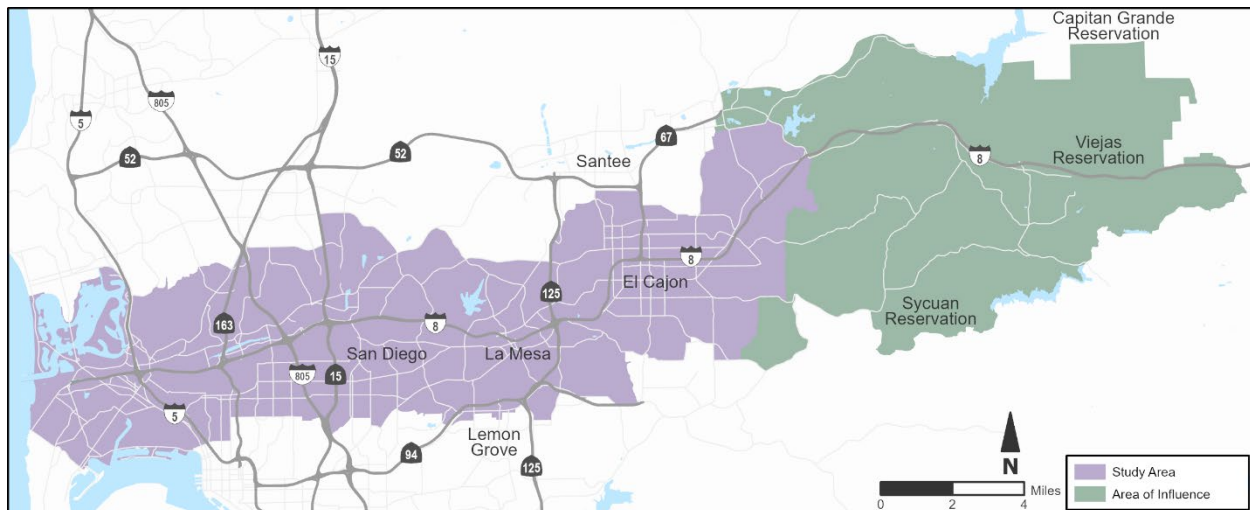 Capitan Grande
Reservation
15
805
5
67
52
52
Santee
8
Viejas
Reservation
8
El Cajon
125
Sycuan
Reservation
163
8
San Diego
La Mesa
805
15
5
Lemon
Grove
94
125
N
0 2 4 Miles
Study Area
Area of Influence